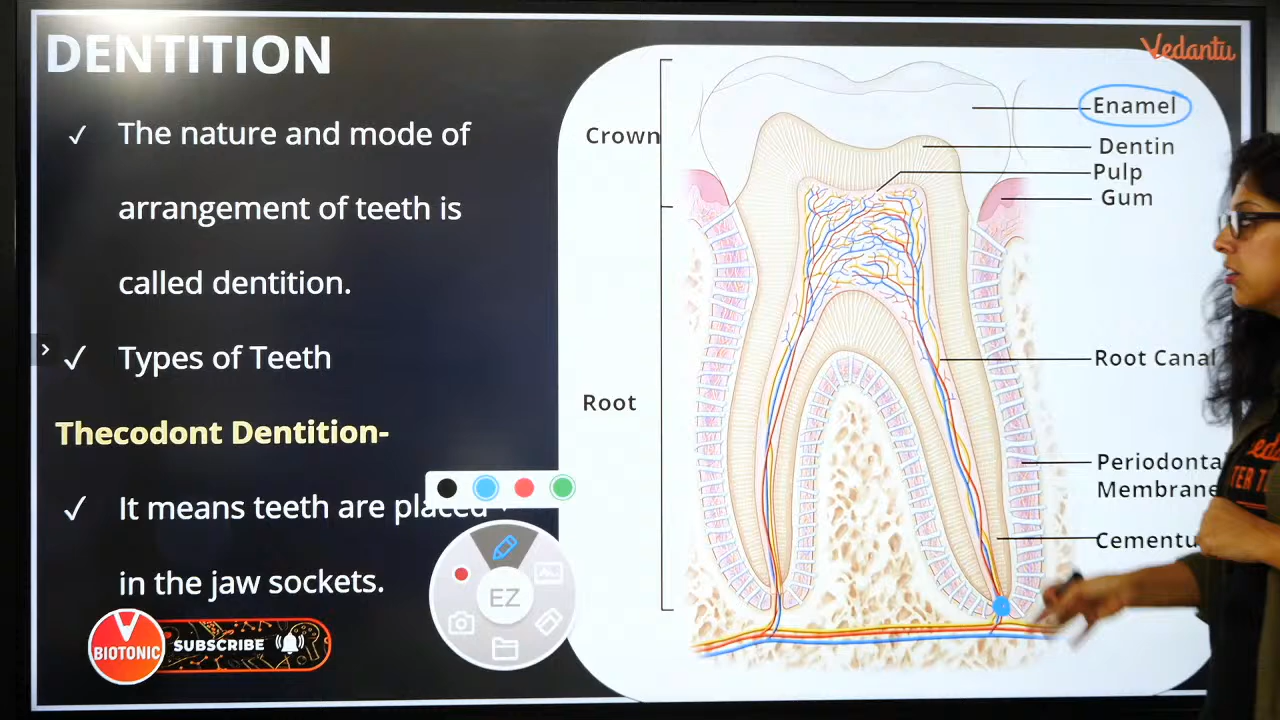 DENTITION
Vedantu
✓ The nature and mode of
arrangement of teeth is
called dentition.
✓ Types of Teeth
Thecodont Dentition-
✓ It means teeth are placed
in the jaw sockets.
Crown
Root
Enamel
Dentin
Pulp
Gum
Root Canal
Periodonta
Membrane
Cementu
EZ
BIOTONIC
SUBSCRIBE